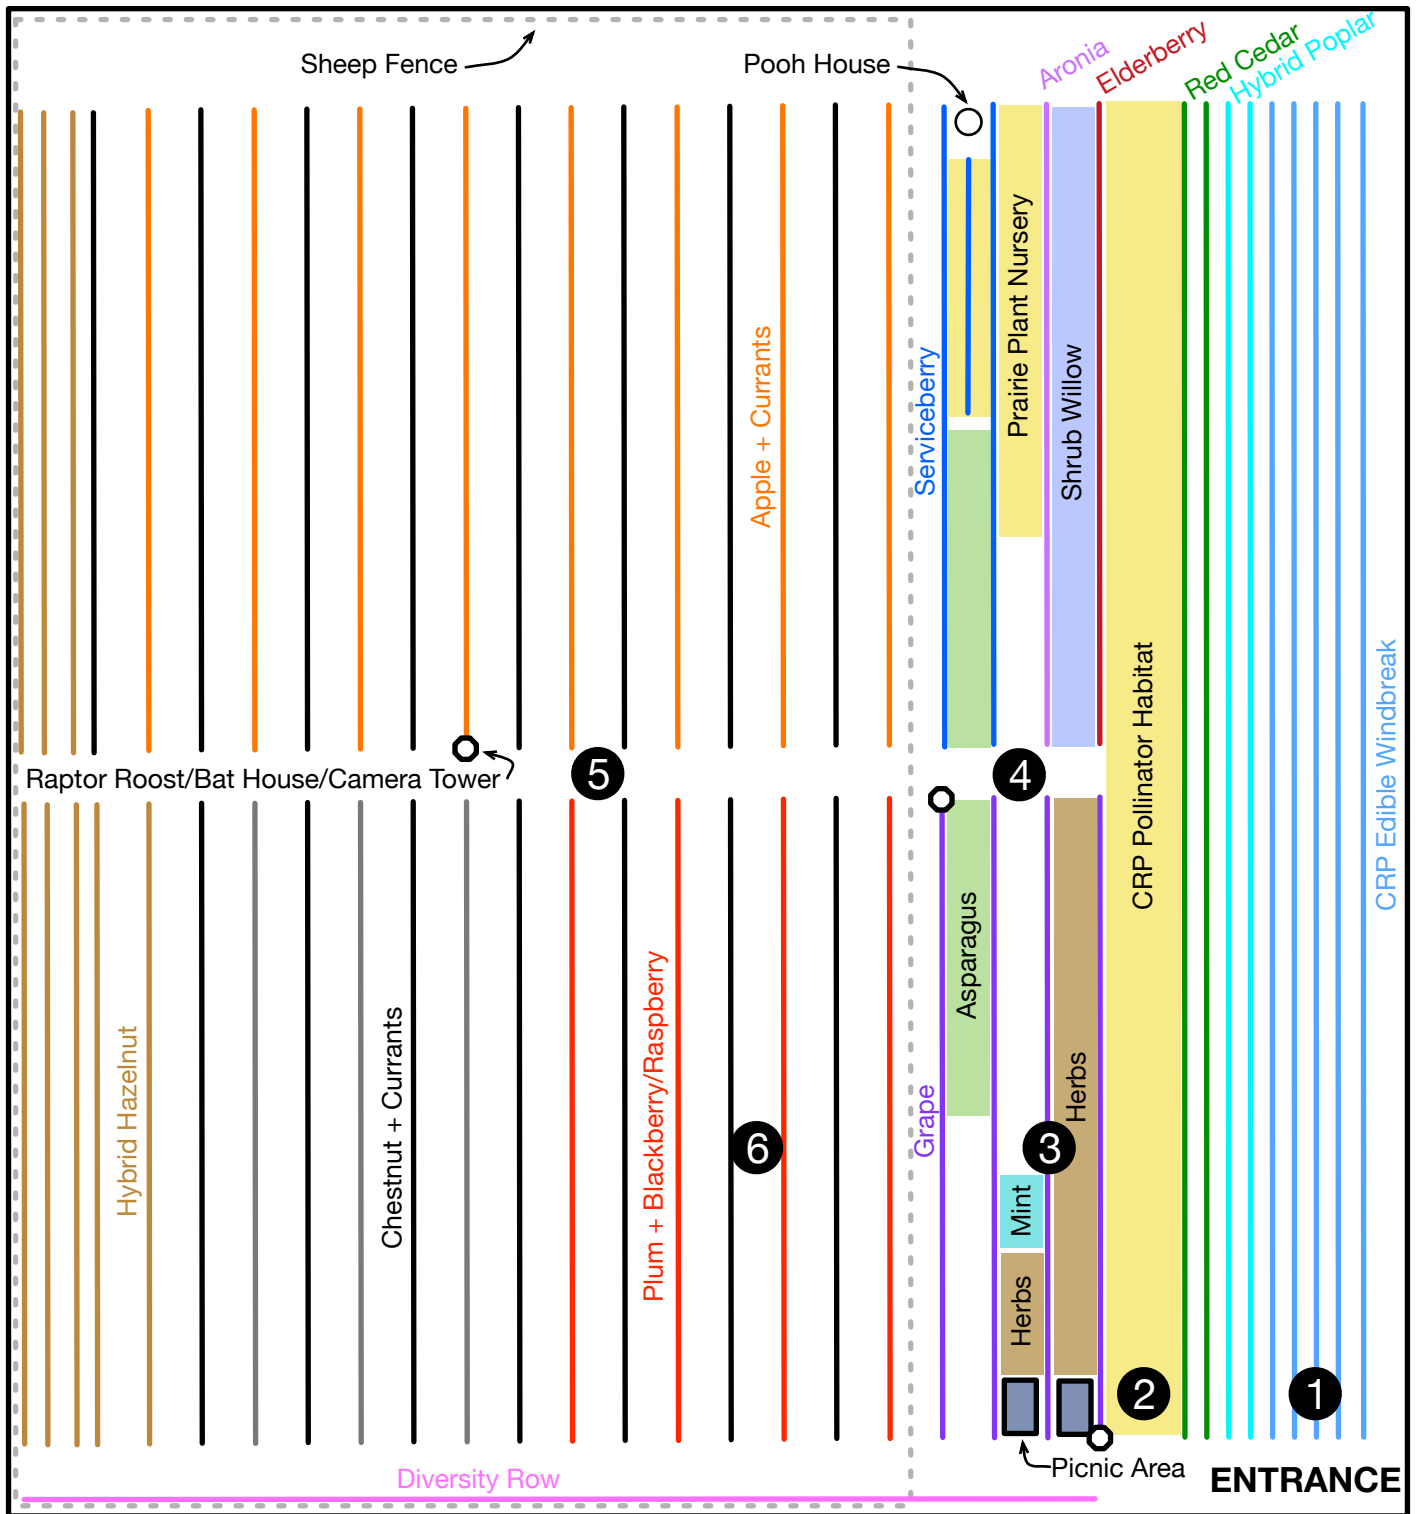 Sheep Fence
Pooh House
Aronia
Elderberry
Red Cedar
Hybrid Poplar
Serviceberry
Prairie Plant Nursery
Shrub Willow
Apple + Currants
CRP Pollinator Habitat
CRP Edible Windbreak
Raptor Roost/Bat House/Camera Tower
5
4
Asparagus
Grape
Herbs
Hybrid Hazelnut
Chestnut + Currants
Plum + Blackberry/Raspberry
6
3
Mint
Herbs
2
1
Picnic Area
ENTRANCE
Diversity Row